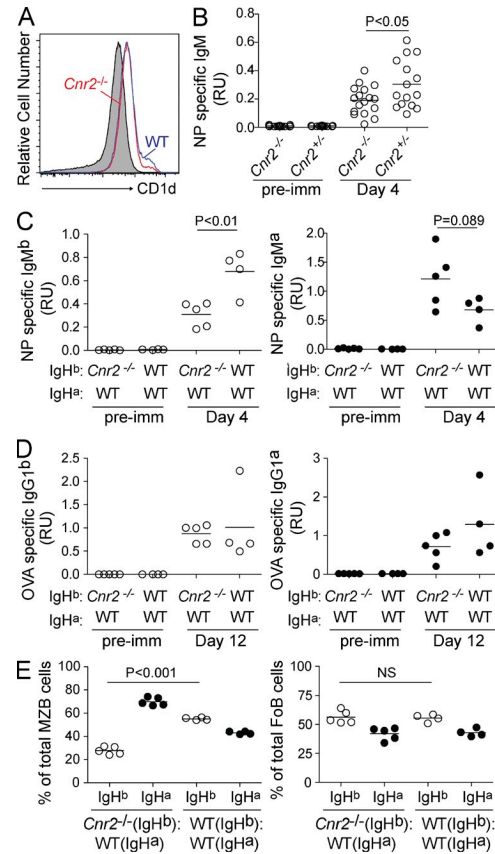 A
Relative Cell Number
Cnr2-/-
WT
CD1d
B
NP specific IgM
(RU)
0.8
0.6
0.4
0.2
0.0
P<0.05
Cnr2-/-
Cnr2+/-
Cnr2-/-
Cnr2+/-
pre-imm
Day 4
C
NP specific IgMb
(RU)
1.0
0.8
0.6
0.4
0.2
0.0
P<0.01
IgHb: Cnr2 -/- WT Cnr2 -/- WT
IgHa: WT WT WT WT
pre-imm Day 4
NP specific IgMa
(RU)
2.0
1.5
1.0
0.5
0.0
P=0.089
IgHb: Cnr2 -/- WT Cnr2 -/- WT
IgHa: WT WT WT WT
pre-imm Day 4
D
OVA specific IgG1b
(RU)
2.5
2.0
1.5
1.0
0.5
0.0
IgHb: Cnr2 -/- WT Cnr2 -/- WT
IgHa: WT WT WT WT
pre-imm Day 12
OVA specific IgG1a
(RU)
3
2
1
0
IgHb: Cnr2 -/- WT Cnr2 -/- WT
IgHa: WT WT WT WT
pre-imm Day 12
E
% of total MZB cells
100
80
60
40
20
0
P<0.001
IgHb IgHa IgHb IgHa
Cnr2-/-(IgHb): WT(IgHb):
WT(IgHa) WT(IgHa)
% of total FoB cells
100
80
60
40
20
0
NS
IgHb IgHa IgHb IgHa
Cnr2-/-(IgHb): WT(IgHb):
WT(IgHa) WT(IgHa)